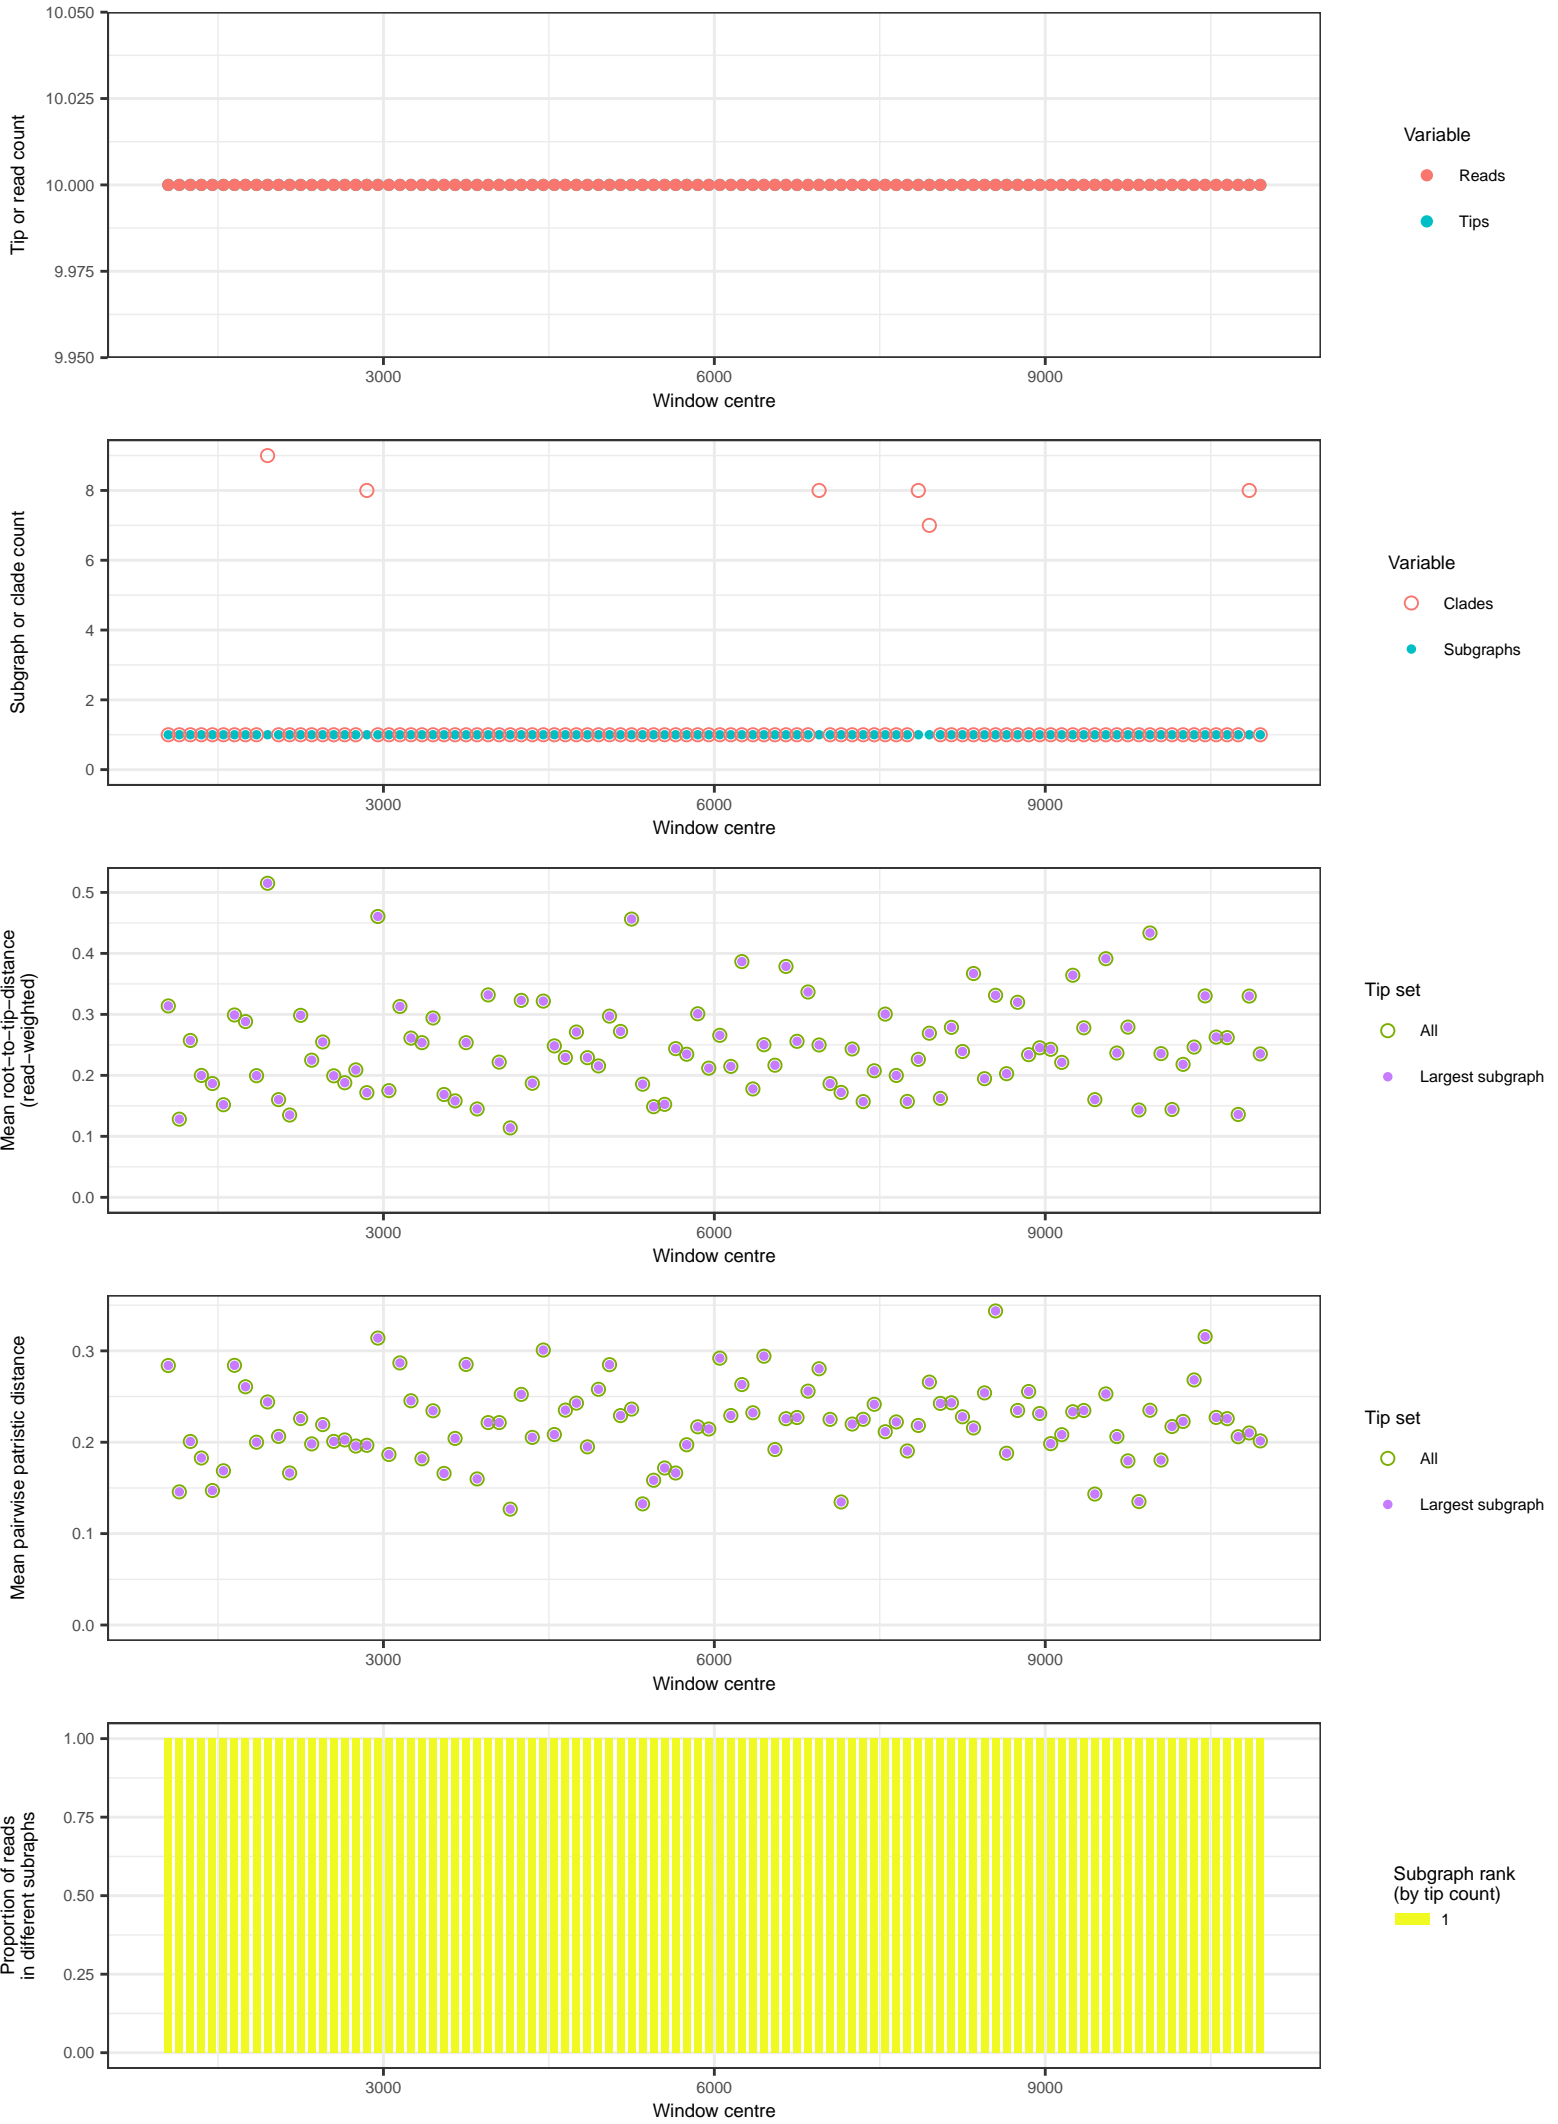 10.050
10.025
10.000
9.975
9.950
Tip or read count
3000
6000
9000
Window centre
Variable
Reads
Tips
8
6
4
2
0
Subgraph or clade count
3000
6000
9000
Window centre
Variable
Clades
Subgraphs
0.5
0.4
0.3
0.2
0.1
0.0
Mean root−to−tip−distance
(read−weighted)
3000
6000
9000
Window centre
Tip set
All
Largest subgraph
0.3
0.2
0.1
0.0
Mean pairwise patristic distance
3000
6000
9000
Window centre
Tip set
All
Largest subgraph
1.00
0.75
0.50
0.25
0.00
Proportion of reads
in different subraphs
3000
6000
9000
Window centre
Subgraph rank
(by tip count)
1